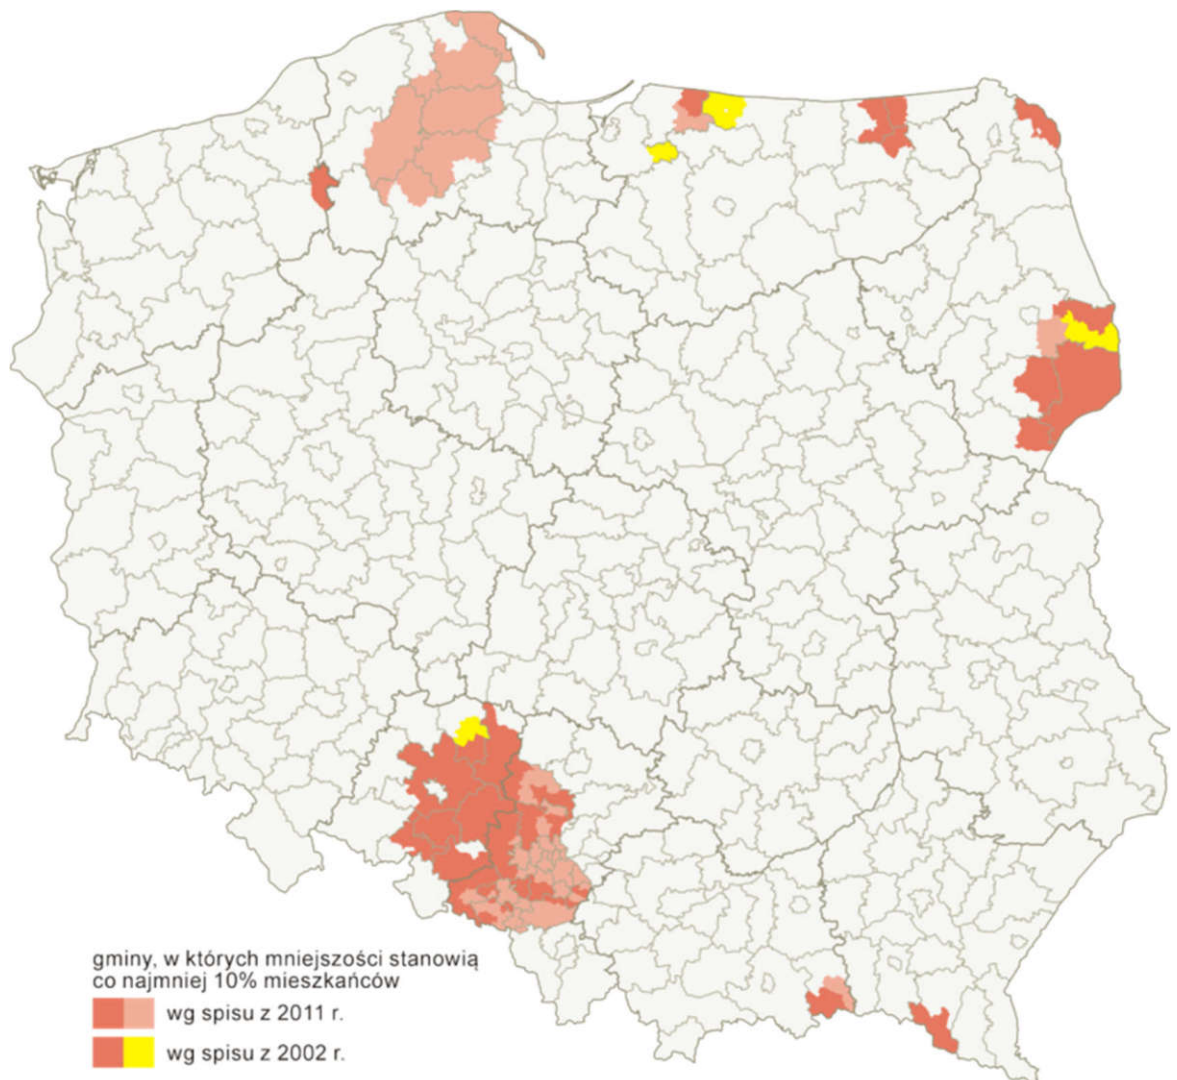 gminy, w których mniejszości stanowią
co najmniej 10% mieszkańców
wg spisu z 2011 r.
wg spisu z 2002 r.